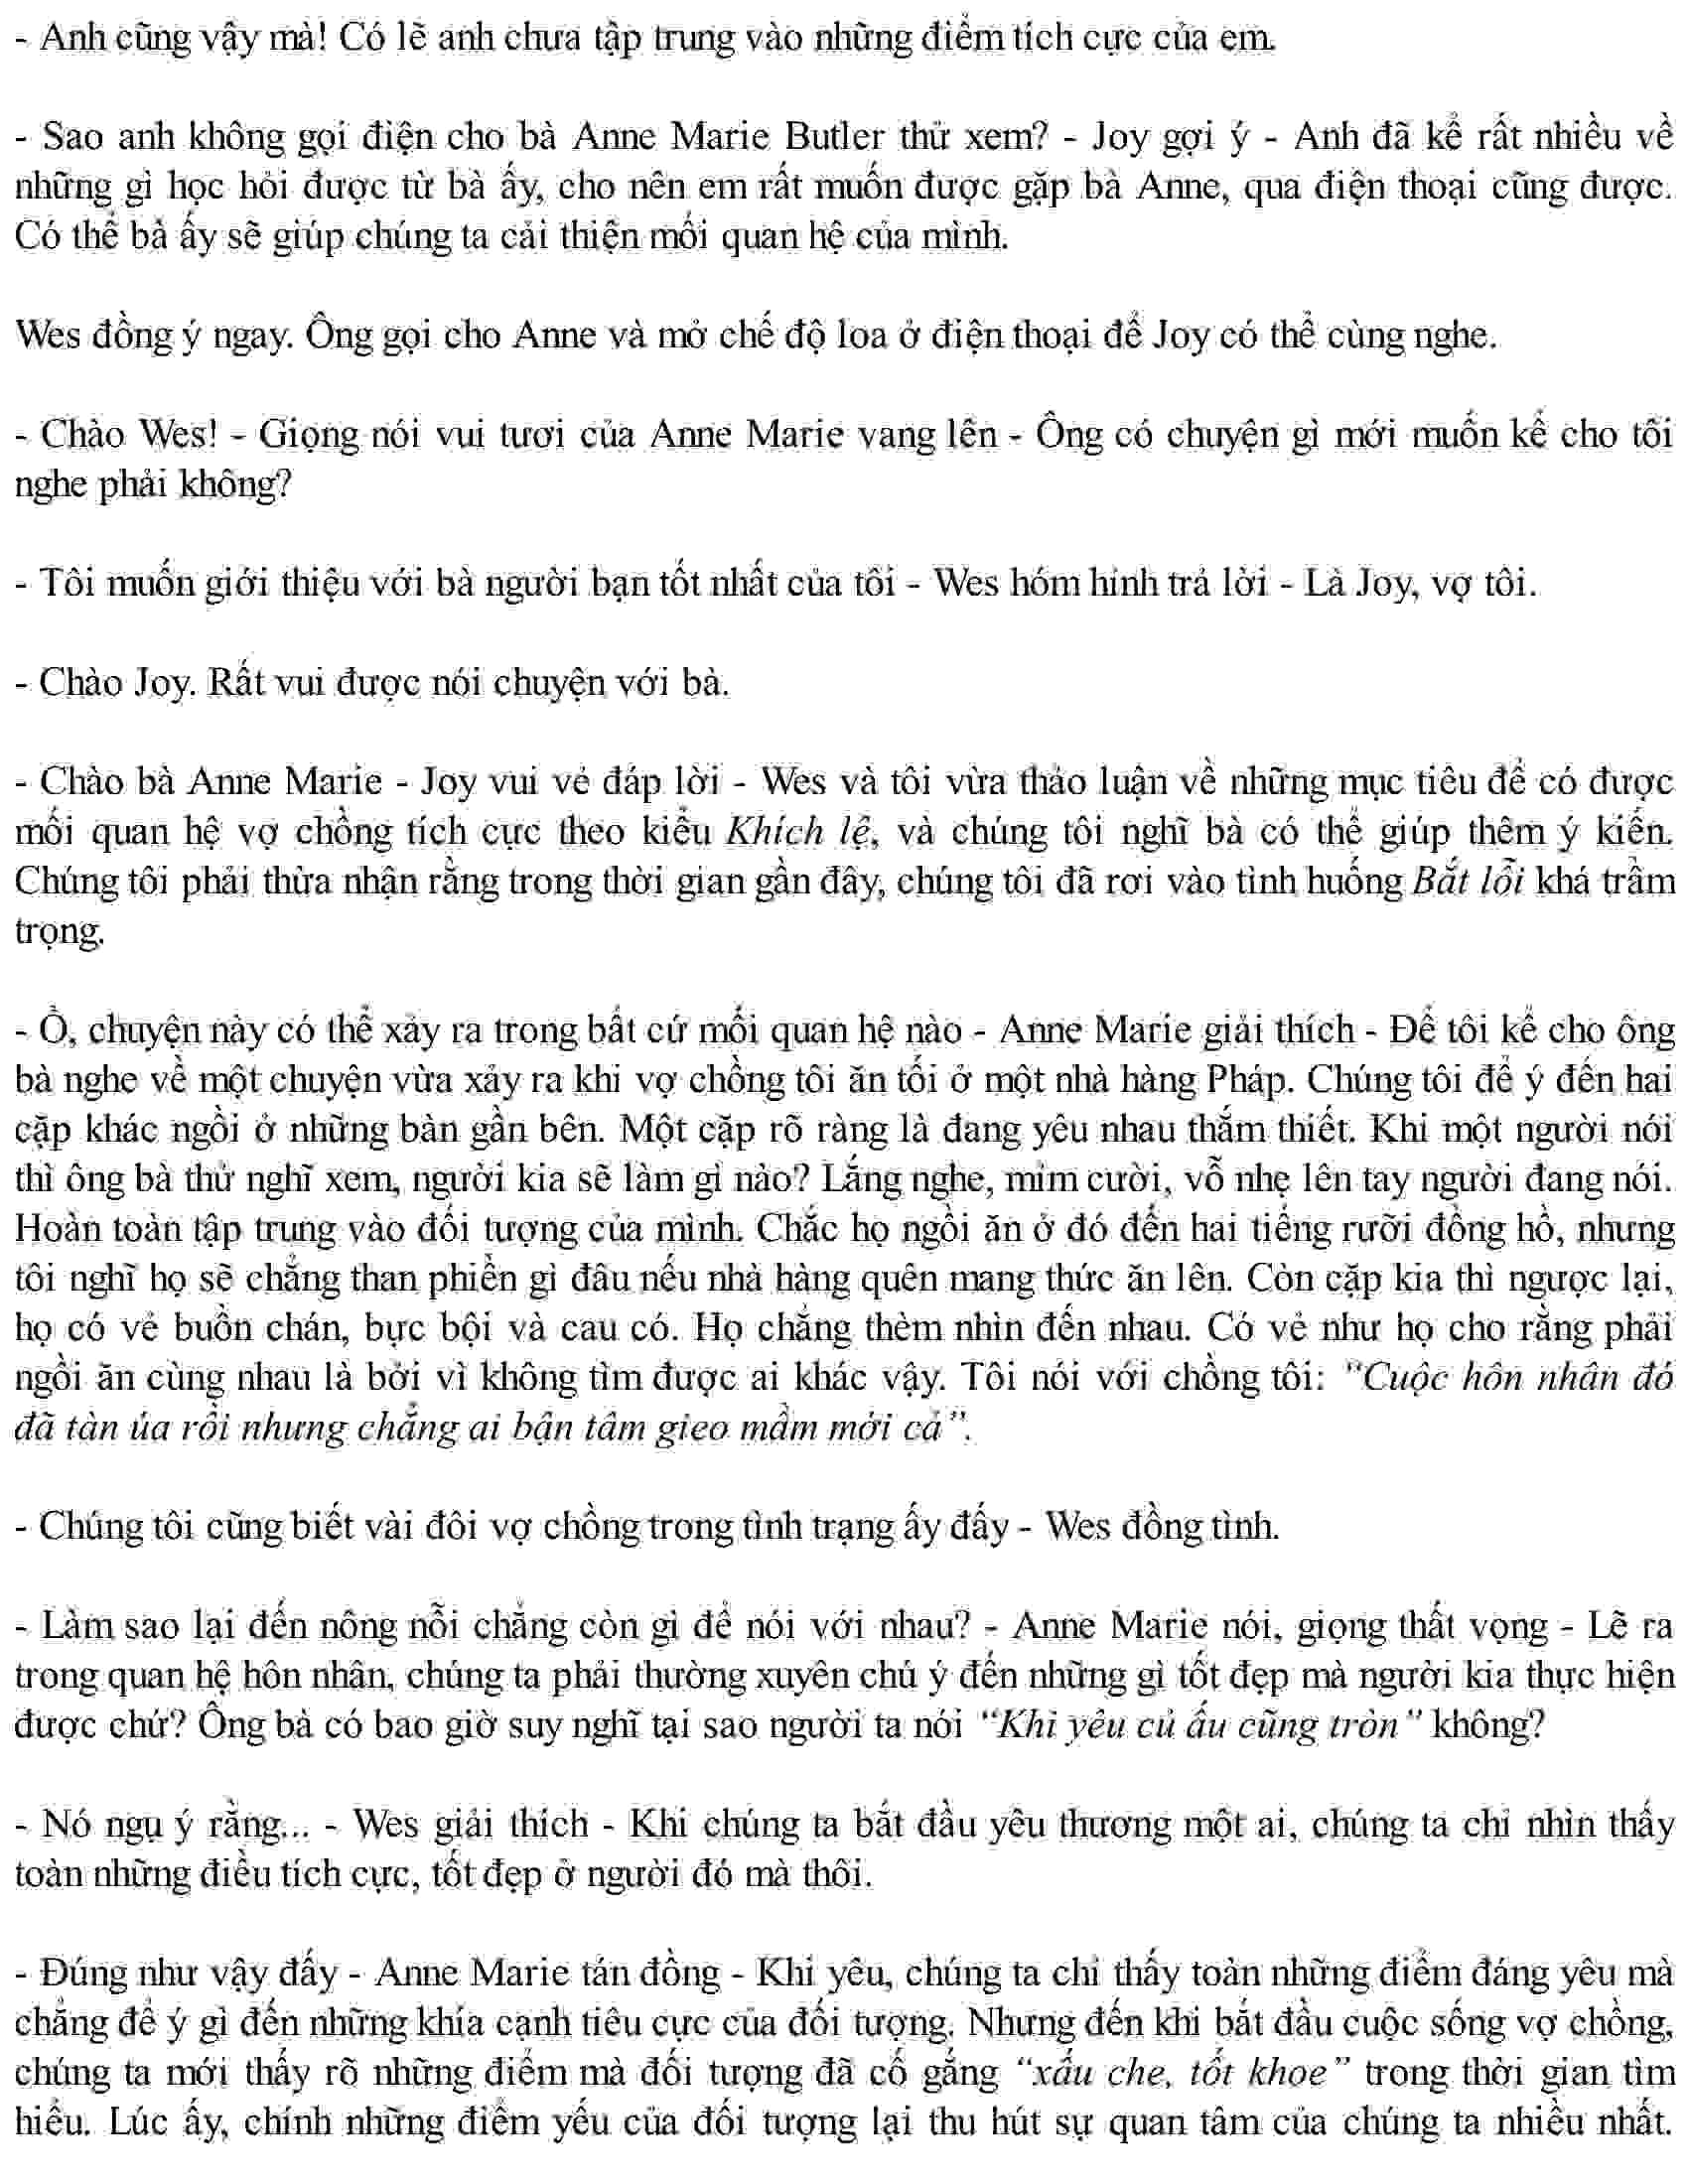 - Anh cũng vậy mà! Có lẽ anh chưa tập trung vào những điểm tích cực của em.
- Sao anh không gọi điện cho bà Anne Marie Butler thử xem? - Joy gợi ý - Anh đã kể rất nhiều về
những gì học hỏi được từ bà ấy, cho nên em rất muốn được gặp bà Anne, qua điện thoại cũng được.
Có thể bà ấy sẽ giúp chúng ta cải thiện mối quan hệ của mình.
Wes đồng ý ngay. Ông gọi cho Anne và mở chế độ loa ở điện thoại để Joy có thể cùng nghe.
- Chào Wes! - Giọng nói vui tươi của Anne Marie vang lên - Ông có chuyện gì mới muốn kể cho tôi
nghe phải không?
- Tôi muốn giới thiệu với bà người bạn tốt nhất của tôi - Wes hóm hỉnh trả lời - Là Joy, vợ tôi.
- Chào Joy. Rất vui được nói chuyện với bà.
- Chào bà Anne Marie - Joy vui vẻ đáp lời - Wes và tôi vừa thảo luận về những mục tiêu để có được
mối quan hệ vợ chồng tích cực theo kiểu Khích lệ, và chúng tôi nghĩ bà có thể giúp thêm ý kiến.
Chúng tôi phải thừa nhận rằng trong thời gian gần đây, chúng tôi đã rơi vào tình huống Bắt lỗi khá trầm
trọng.
- Ồ, chuyện này có thể xảy ra trong bất cứ mối quan hệ nào - Anne Marie giải thích - Để tôi kể cho ông
bà nghe về một chuyện vừa xảy ra khi vợ chồng tôi ăn tối ở một nhà hàng Pháp. Chúng tôi để ý đến hai
cặp khác ngồi ở những bàn gần bên. Một cặp rõ ràng là đang yêu nhau thắm thiết. Khi một người nói
thì ông bà thử nghĩ xem, người kia sẽ làm gì nào? Lắng nghe, mỉm cười, vỗ nhẹ lên tay người đang nói.
Hoàn toàn tập trung vào đối tượng của mình. Chắc họ ngồi ăn ở đó đến hai tiếng rưỡi đồng hồ, nhưng
tôi nghĩ họ sẽ chẳng than phiền gì đâu nếu nhà hàng quên mang thức ăn lên. Còn cặp kia thì ngược lại,
họ có vẻ buồn chán, bực bội và cau có. Họ chẳng thèm nhìn đến nhau. Có vẻ như họ cho rằng phải
ngồi ăn cùng nhau là bởi vì không tìm được ai khác vậy. Tôi nói với chồng tôi: “Cuộc hôn nhân đó
đã tàn úa rồi nhưng chẳng ai bận tâm gieo mầm mới cả”.
- Chúng tôi cũng biết vài đôi vợ chồng trong tình trạng ấy đấy - Wes đồng tình.
- Làm sao lại đến nông nỗi chẳng còn gì để nói với nhau? - Anne Marie nói, giọng thất vọng - Lẽ ra
trong quan hệ hôn nhân, chúng ta phải thường xuyên chú ý đến những gì tốt đẹp mà người kia thực hiện
được chứ? Ông bà có bao giờ suy nghĩ tại sao người ta nói “Khi yêu củ ấu cũng tròn” không?
- Nó ngụ ý rằng... - Wes giải thích - Khi chúng ta bắt đầu yêu thương một ai, chúng ta chỉ nhìn thấy
toàn những điều tích cực, tốt đẹp ở người đó mà thôi.
- Đúng như vậy đấy - Anne Marie tán đồng - Khi yêu, chúng ta chỉ thấy toàn những điểm đáng yêu mà
chẳng để ý gì đến những khía cạnh tiêu cực của đối tượng. Nhưng đến khi bắt đầu cuộc sống vợ chồng,
chúng ta mới thấy rõ những điểm mà đối tượng đã cố gắng “xấu che, tốt khoe” trong thời gian tìm
hiểu. Lúc ấy, chính những điểm yếu của đối tượng lại thu hút sự quan tâm của chúng ta nhiều nhất.